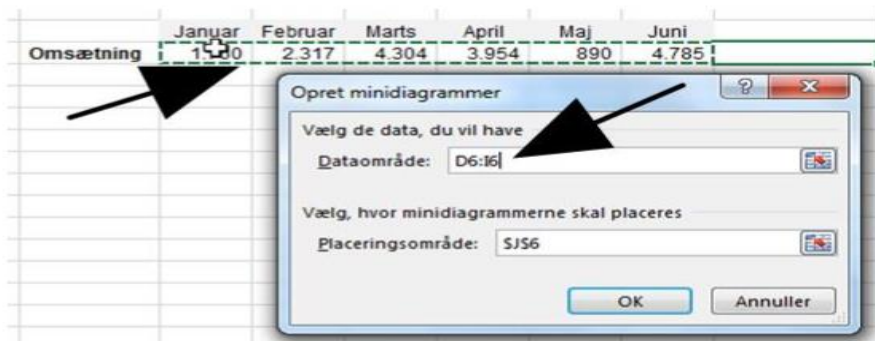 Januar Februar Marts April Maj Juni
Omsætning 2.317 4.304 3.954 890 4.785
Opret minidiagrammer
Vælg de data, du vil have
Dataområde: D6:I6
Vælg, hvor minidiagrammerne skal placeres
Placeringsområde: $J$6
OK Annuller